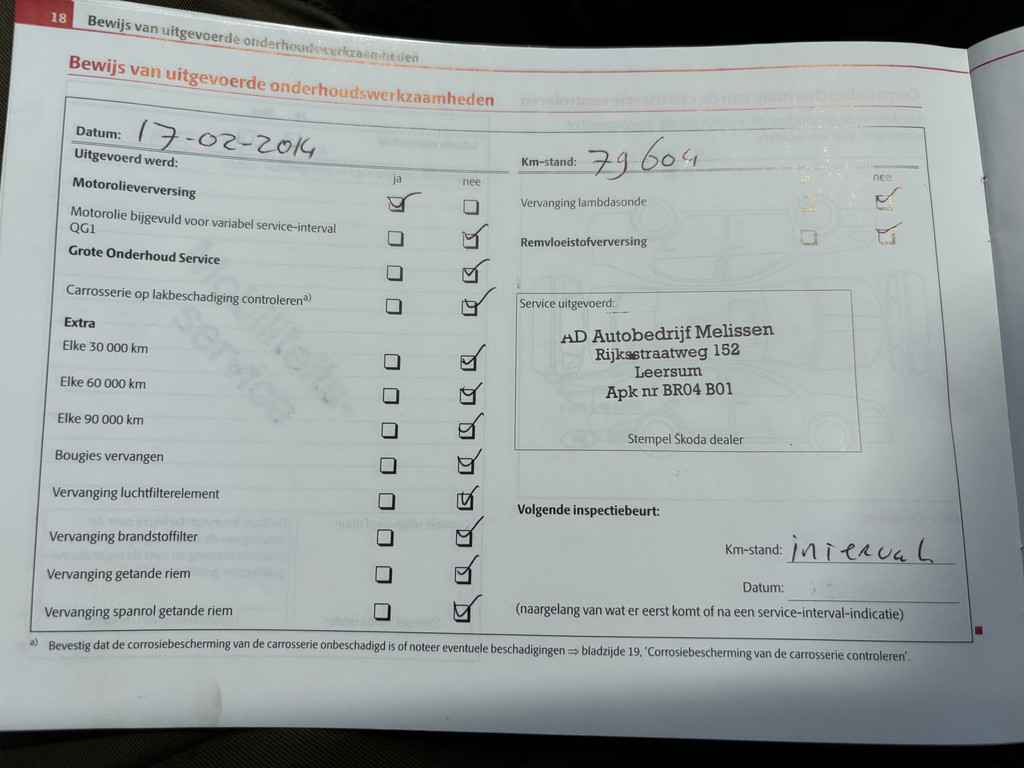 18 Bewijs van uitgevoerde onderhoudswerkzaamheden
Bewijs van uitgevoerde onderhoudswerkzaamheden
Datum: 17-02-2014
Uitgevoerd werd:
ja nee
Motorolieverversing
Motorolie bijgevuld voor variabel service-interval
QG1
Grote Onderhoud Service
Carrosserie op lakbeschadiging controleren a)
Extra
Elke 30 000 km
Elke 60 000 km
Elke 90 000 km
Bougies vervangen
Vervanging luchtfilterelement
Vervanging brandstoffilter
Vervanging getande riem
Vervanging spanrol getande riem
Km-stand: 79604
ja nee
Vervanging lambdasonde
Remvloeistofverversing
Service uitgevoerd:
AD Autobedrijf Melissen
Rijksstraatweg 152
Leersum
Apk nr BR04 B01
Stempel Škoda dealer
Volgende inspectiebeurt:
Km-stand: interval
Datum:
(naargelang van wat er eerst komt of na een service-interval-indicatie)
a) Bevestig dat de corrosiebescherming van de carrosserie onbeschadigd is of noteer eventuele beschadigingen ⇒ bladzijde 19, 'Corrosiebescherming van de carrosserie controleren'.